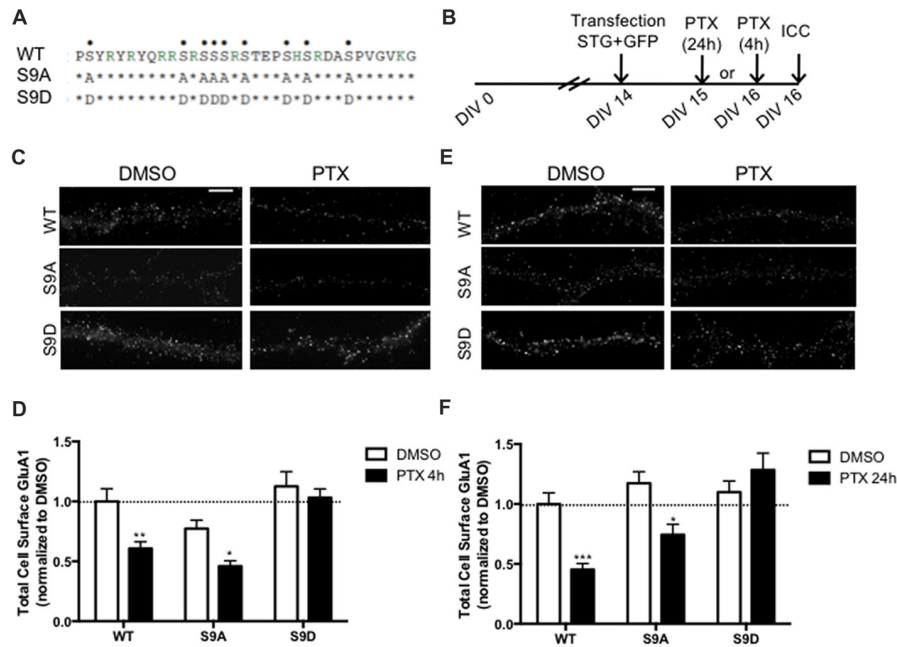 A
WT PSYRYRYQRRSRSSSRSTEPSHSRDASPVGVKG
S9A *A*********A*AAA*A****A*A***A******
S9D *D*********D*DDD*D****D*D***D******
B
Transfection
STG+GFP
PTX
(24h)
or
PTX
(4h)
ICC
DIV 0
DIV 14
DIV 15
DIV 16
DIV 16
C
DMSO PTX
WT
S9A
S9D
E
DMSO PTX
WT
S9A
S9D
D
Total Cell Surface GluA1
(normalized to DMSO)
1.5
1.0
0.5
0.0
** *
WT S9A S9D
DMSO
PTX 4h
F
Total Cell Surface GluA1
(normalized to DMSO)
1.5
1.0
0.5
0.0
*** *
WT S9A S9D
DMSO
PTX 24h